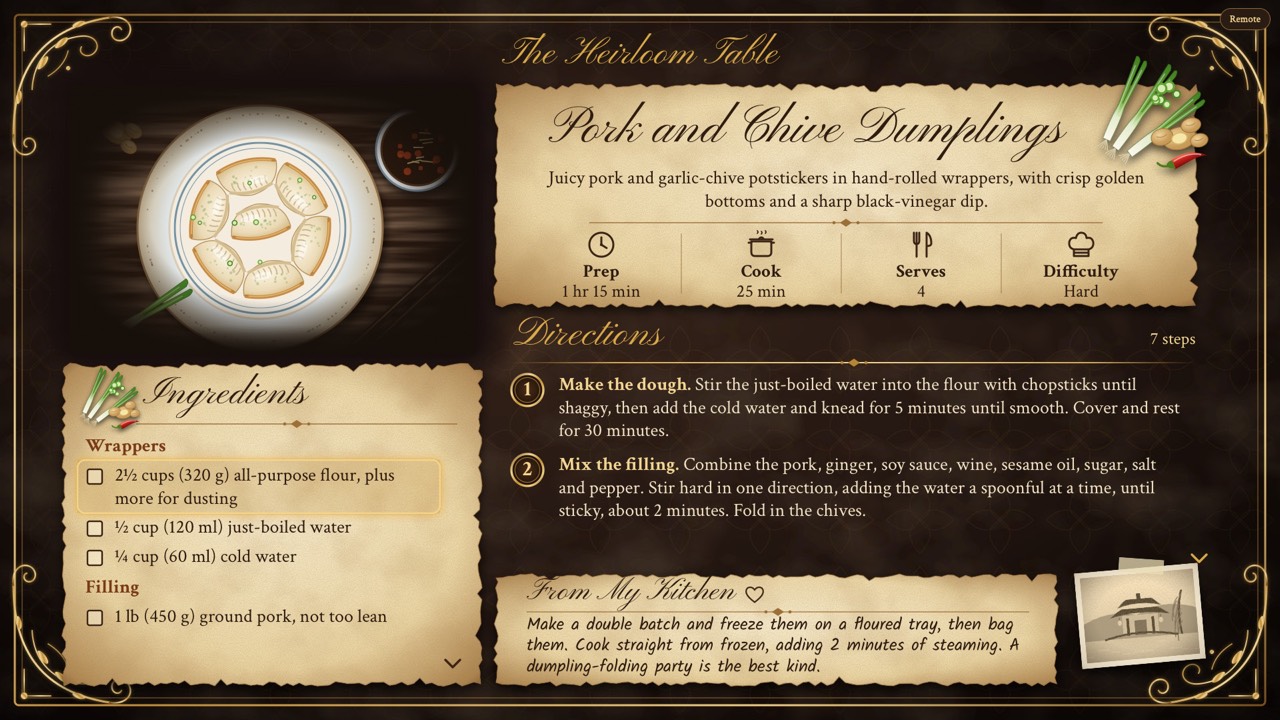 Remote
The Heirloom Table
Pork and Chive Dumplings
Juicy pork and garlic-chive potstickers in hand-rolled wrappers, with crisp golden
bottoms and a sharp black-vinegar dip.
Prep
1 hr 15 min
Cook
25 min
Serves
4
Difficulty
Hard
Ingredients
Wrappers
2½ cups (320 g) all-purpose flour, plus
more for dusting
½ cup (120 ml) just-boiled water
¼ cup (60 ml) cold water
Filling
1 lb (450 g) ground pork, not too lean
Directions
7 steps
1 Make the dough. Stir the just-boiled water into the flour with chopsticks until
shaggy, then add the cold water and knead for 5 minutes until smooth. Cover and rest
for 30 minutes.
2 Mix the filling. Combine the pork, ginger, soy sauce, wine, sesame oil, sugar, salt
and pepper. Stir hard in one direction, adding the water a spoonful at a time, until
sticky, about 2 minutes. Fold in the chives.
From My Kitchen
Make a double batch and freeze them on a floured tray, then bag
them. Cook straight from frozen, adding 2 minutes of steaming. A
dumpling-folding party is the best kind.